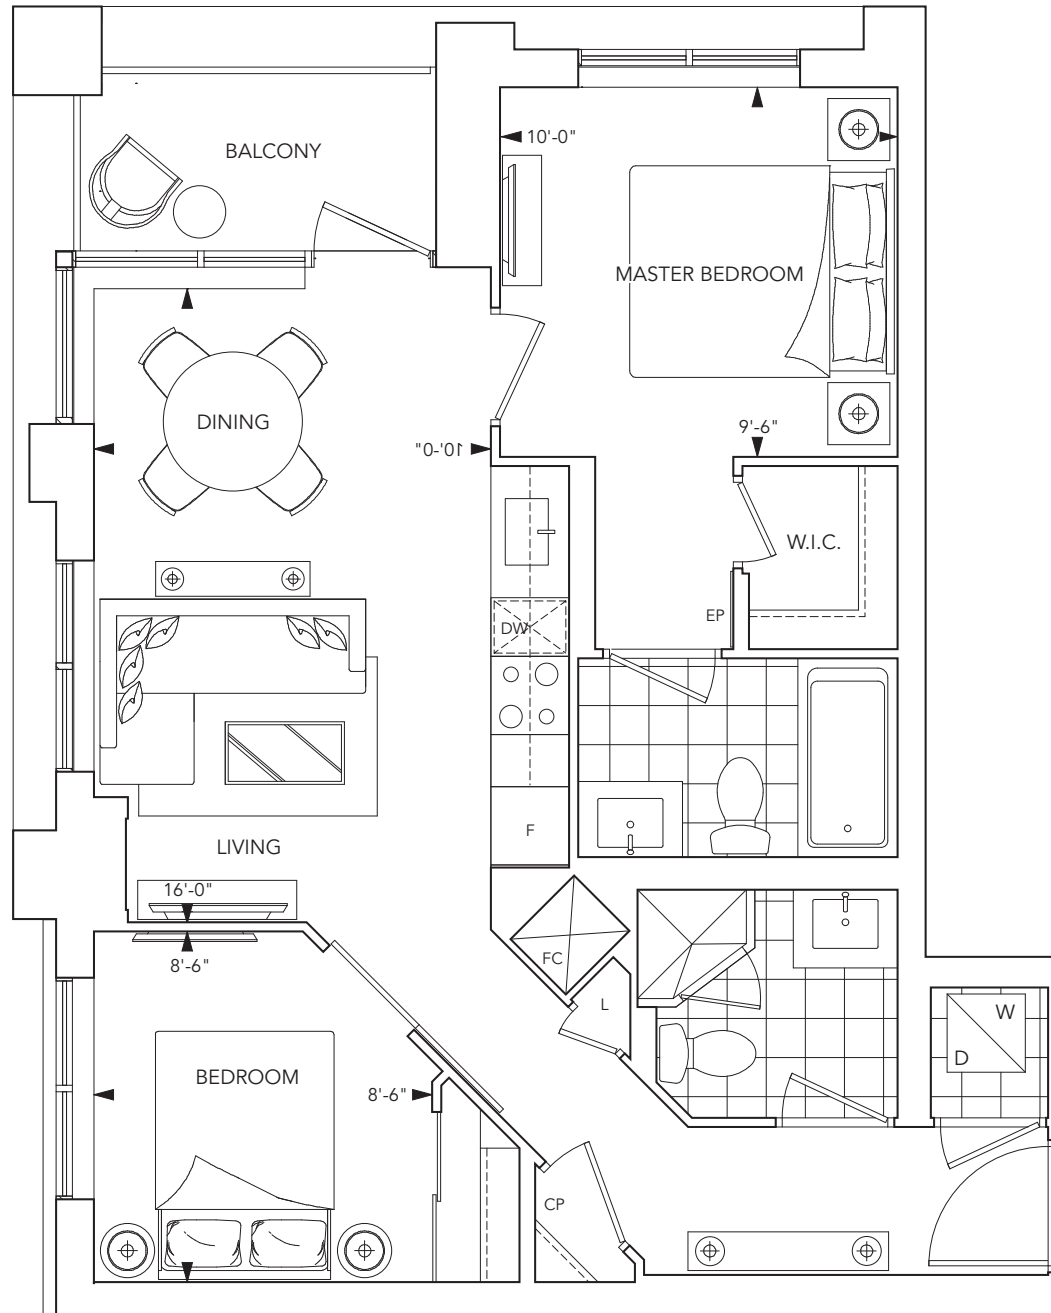 BALCONY
10'-0"
MASTER BEDROOM
DINING
10'-0"
9'-6"
W.I.C.
EP
DW
F
LIVING
16'-0"
8'-6"
FC
L
W
D
BEDROOM
8'-6"
CP